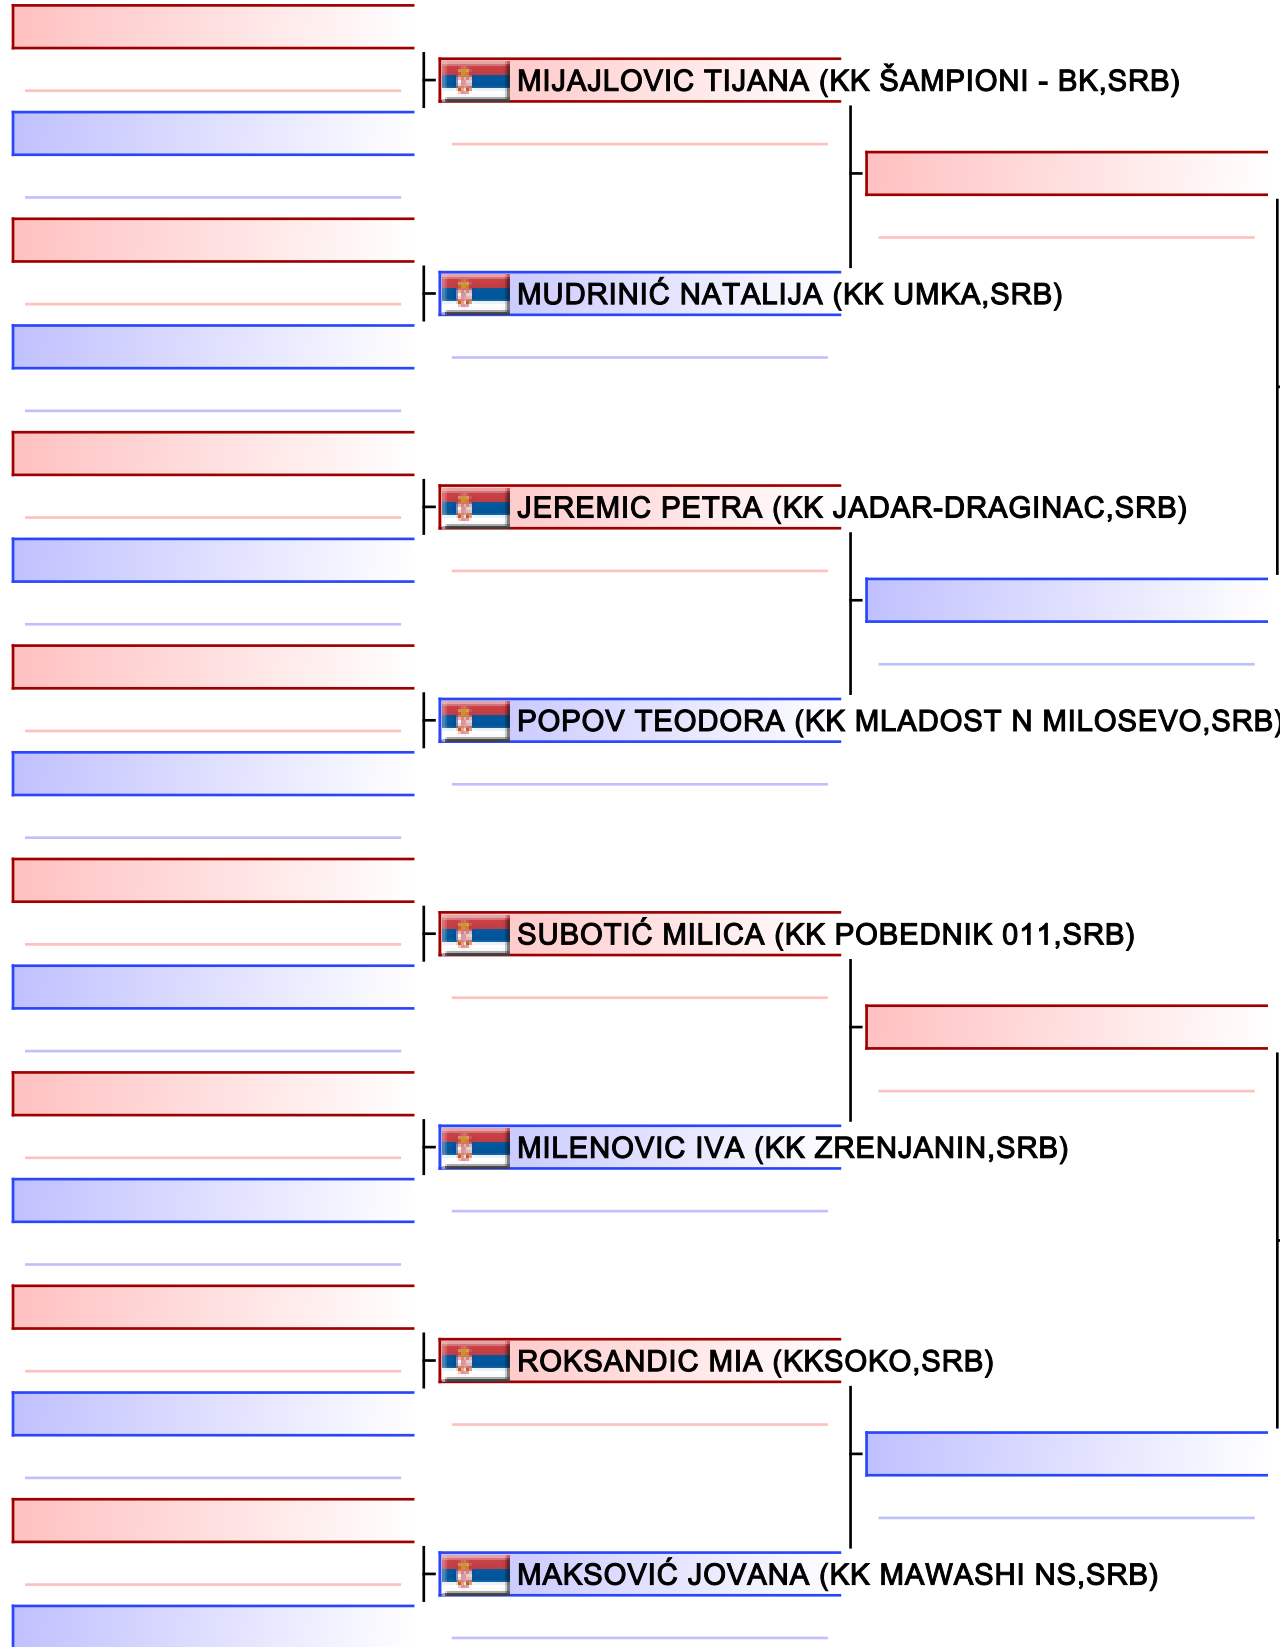 MIJAJLOVIC TIJANA (KK ŠAMPIONI - BK,SRB)
MUDRINIĆ NATALIJA (KK UMKA,SRB)
JEREMIC PETRA (KK JADAR-DRAGINAC,SRB)
POPOV TEODORA (KK MLADOST N MILOSEVO,SRB)
SUBOTIĆ MILICA (KK POBEDNIK 011,SRB)
MILENOVIC IVA (KK ZRENJANIN,SRB)
ROKSANDIC MIA (KKSOKO,SRB)
MAKSOVIĆ JOVANA (KK MAWASHI NS,SRB)